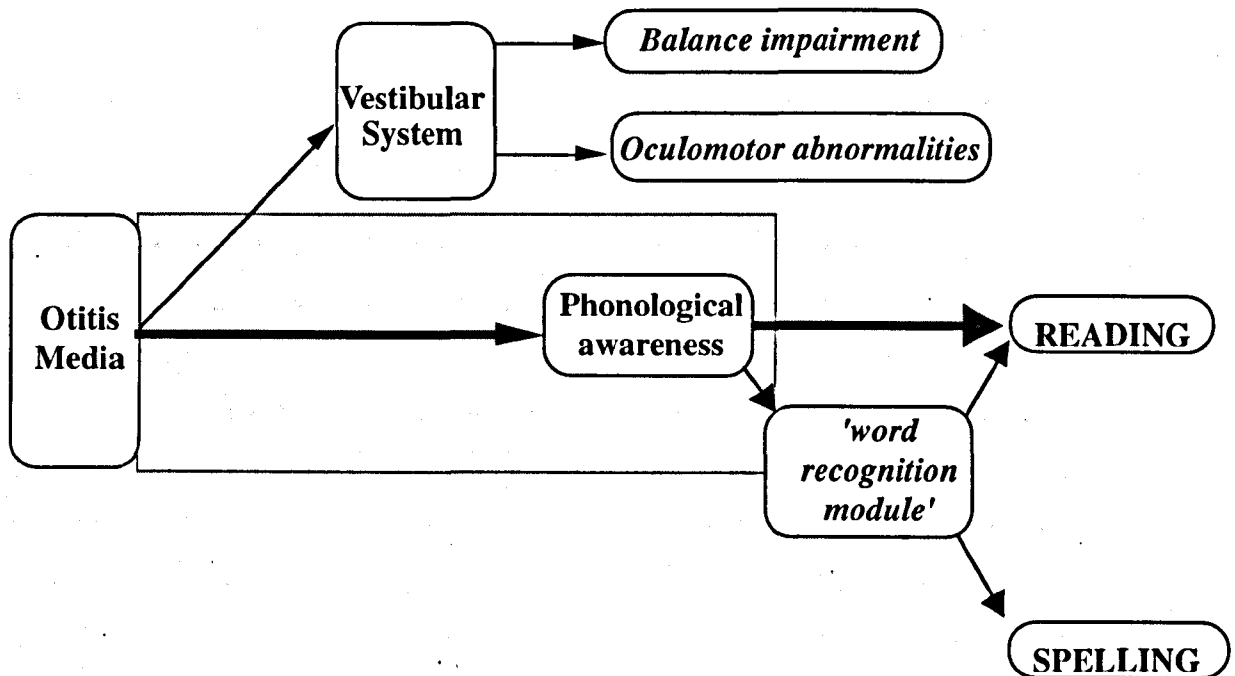 Balance impairment
Vestibular
System
Oculomotor abnormalities
Otitis
Media
Phonological
awareness
READING
'word
recognition
module'
SPELLING